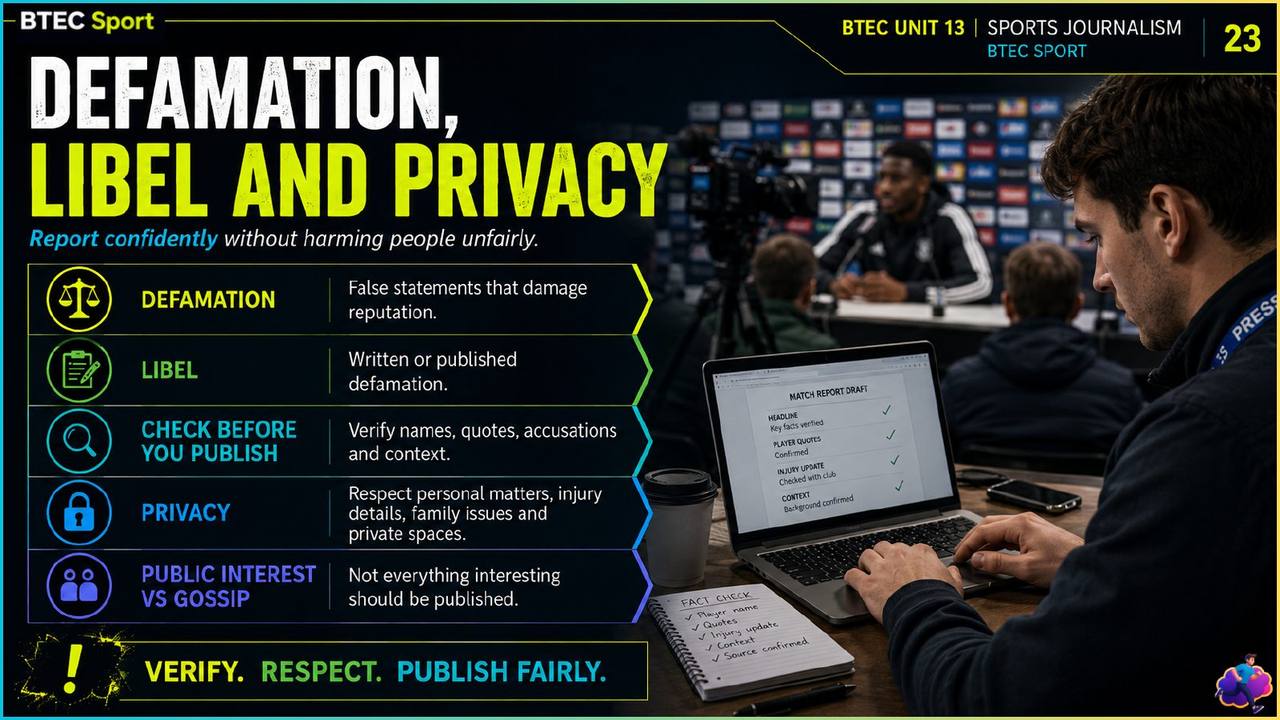 BTEC Sport
BTEC UNIT 13 | SPORTS JOURNALISM
BTEC SPORT
23
DEFAMATION,
LIBEL AND PRIVACY
Report confidently without harming people unfairly.
DEFAMATION
False statements that damage
reputation.
LIBEL
Written or published
defamation.
CHECK BEFORE
YOU PUBLISH
Verify names, quotes, accusations
and context.
PRIVACY
Respect personal matters, injury
details, family issues and
private spaces.
PUBLIC INTEREST
VS GOSSIP
Not everything interesting
should be published.
!
VERIFY. RESPECT. PUBLISH FAIRLY.
MATCH REPORT DRAFT
HEADLINE
Key facts verified
✓
PLAYER QUOTES
Confirmed
✓
INJURY UPDATE
Checked with club
✓
CONTEXT
Background confirmed
✓
FACT CHECK
✓ Player name
✓ Quotes
✓ Injury update
✓ Context
✓ Source confirmed
PRESS